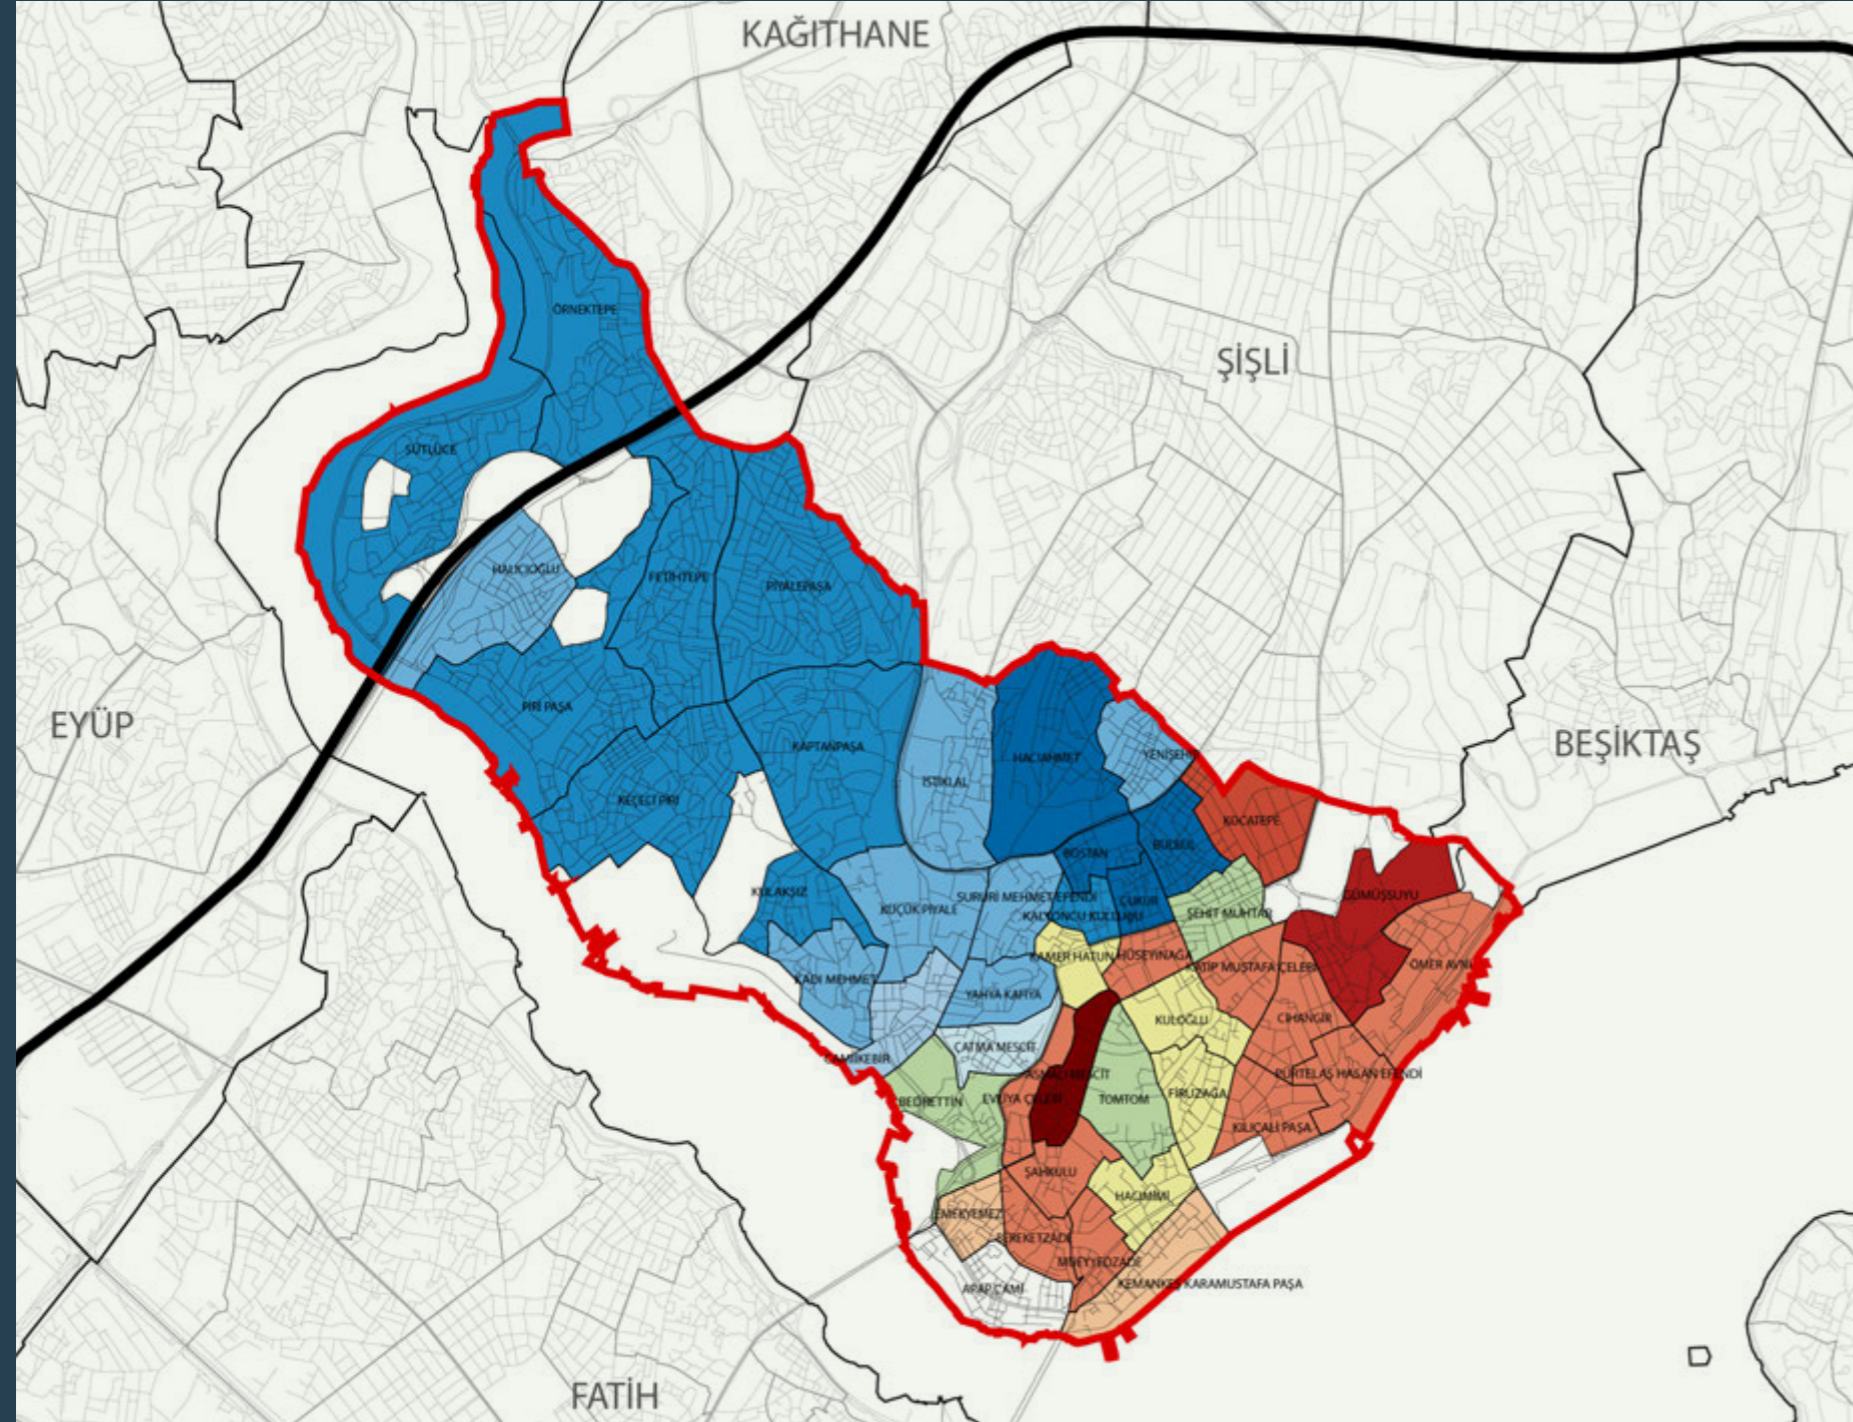 KAĞITHANE
ÖRNEKTEPE
ŞİŞLİ
SÜTLÜCE
HALICIOĞLU
FETİHTEPE
PİYALEPAŞA
PİRİ PAŞA
EYÜP
BEŞİKTAŞ
KAPTANPAŞA
HACIAHMET
YENİŞEHİR
İSTİKLAL
KEÇECİ PİRİ
KOCATEPE
BÜLBÜL
BOSTAN
KULAKSIZ
SURURİ MEHMET EFENDİ
GÜMÜŞSUYU
ÇUKUR
KÜÇÜK PİYALE
KALYONCU KULLUĞU
ŞEHİT MUHTAR
KAMER HATUN
HÜSEYİNAĞA
KATİP MUSTAFA ÇELEBİ
ÖMER AVNİ
KADI MEHMET
YAHYA KAHYA
KULOĞLU
CİHANGİR
ÇATMA MESCİT
CAMİİKEBİR
ASMALI MESCİT
PÜRTELAŞ HASAN EFENDİ
BEDRETTİN
EVLİYA ÇELEBİ
TOMTOM
FİRUZAĞA
KILIÇALİ PAŞA
ŞAHKULU
HACIMİMİ
EMEKYEMEZ
BEREKETZADE
MÜEYYEDZADE
KEMANKEŞ KARAMUSTAFA PAŞA
ARAP CAMİ
FATİH